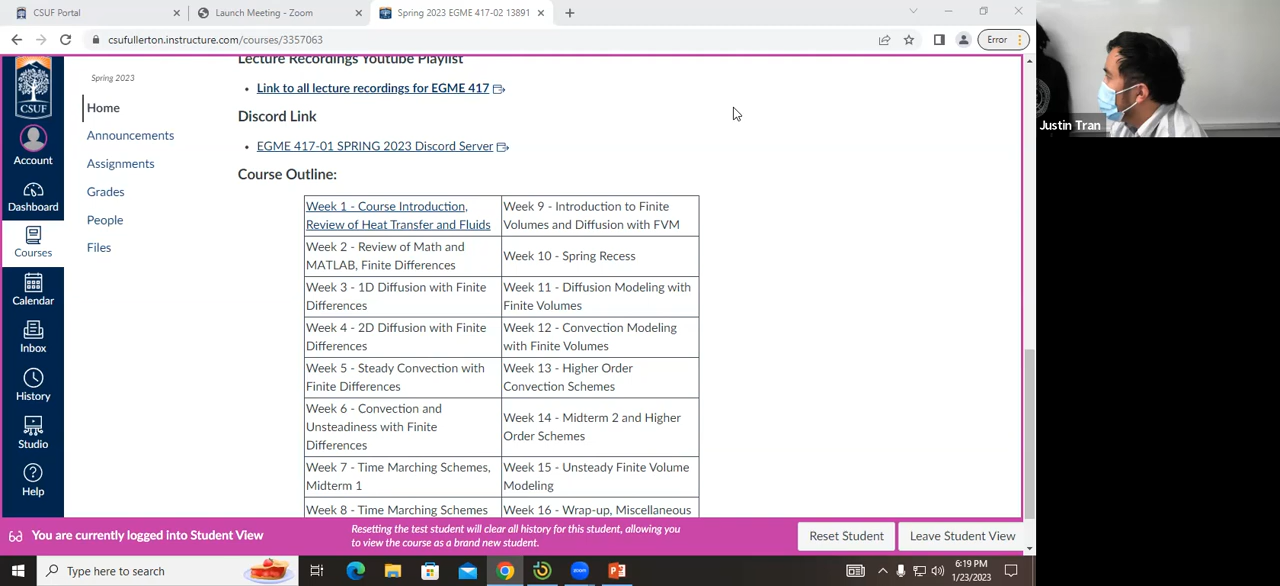 CSUF Portal
Launch Meeting - Zoom
Spring 2023 EGME 417-02 13891
csufullerton.instructure.com/courses/3357063
Error
CSUF
Account
Dashboard
Courses
Calendar
Inbox
History
Studio
Help
Spring 2023
Home
Announcements
Assignments
Grades
People
Files
Lecture Recordings Youtube Playlist
Link to all lecture recordings for EGME 417
Discord Link
EGME 417-01 SPRING 2023 Discord Server
Course Outline:
Week 1 - Course Introduction,
Review of Heat Transfer and Fluids
Week 9 - Introduction to Finite
Volumes and Diffusion with FVM
Week 2 - Review of Math and
MATLAB, Finite Differences
Week 10 - Spring Recess
Week 3 - 1D Diffusion with Finite
Differences
Week 11 - Diffusion Modeling with
Finite Volumes
Week 4 - 2D Diffusion with Finite
Differences
Week 12 - Convection Modeling
with Finite Volumes
Week 5 - Steady Convection with
Finite Differences
Week 13 - Higher Order
Convection Schemes
Week 6 - Convection and
Unsteadiness with Finite
Differences
Week 14 - Midterm 2 and Higher
Order Schemes
Week 7 - Time Marching Schemes,
Midterm 1
Week 15 - Unsteady Finite Volume
Modeling
Week 8 - Time Marching Schemes
Week 16 - Wrap-up, Miscellaneous
You are currently logged into Student View
Resetting the test student will clear all history for this student, allowing you
to view the course as a brand new student.
Reset Student
Leave Student View
Type here to search
zoom
6:19 PM
1/23/2023
Justin Tran